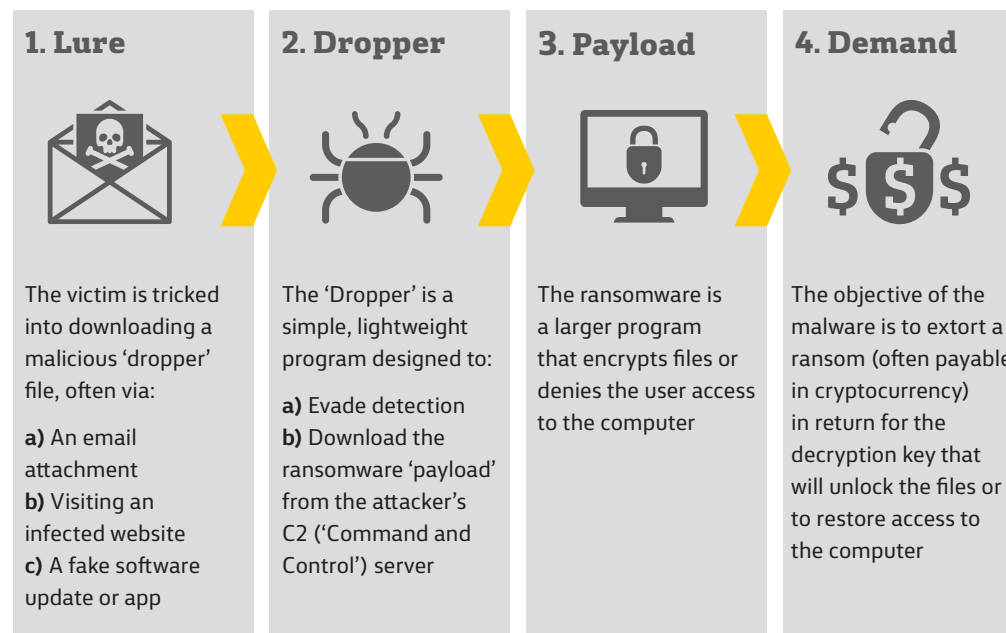 1. Lure
The victim is tricked
into downloading a
malicious ‘dropper’
file, often via:
a) An email
attachment
b) Visiting an
infected website
c) A fake software
update or app
2. Dropper
The ‘Dropper’ is a
simple, lightweight
program designed to:
a) Evade detection
b) Download the
ransomware ‘payload’
from the attacker’s
C2 (‘Command and
Control’) server
3. Payload
The ransomware is
a larger program
that encrypts files or
denies the user access
to the computer
4. Demand
$ $ $
The objective of the
malware is to extort a
ransom (often payable
in cryptocurrency)
in return for the
decryption key that
will unlock the files or
to restore access to
the computer